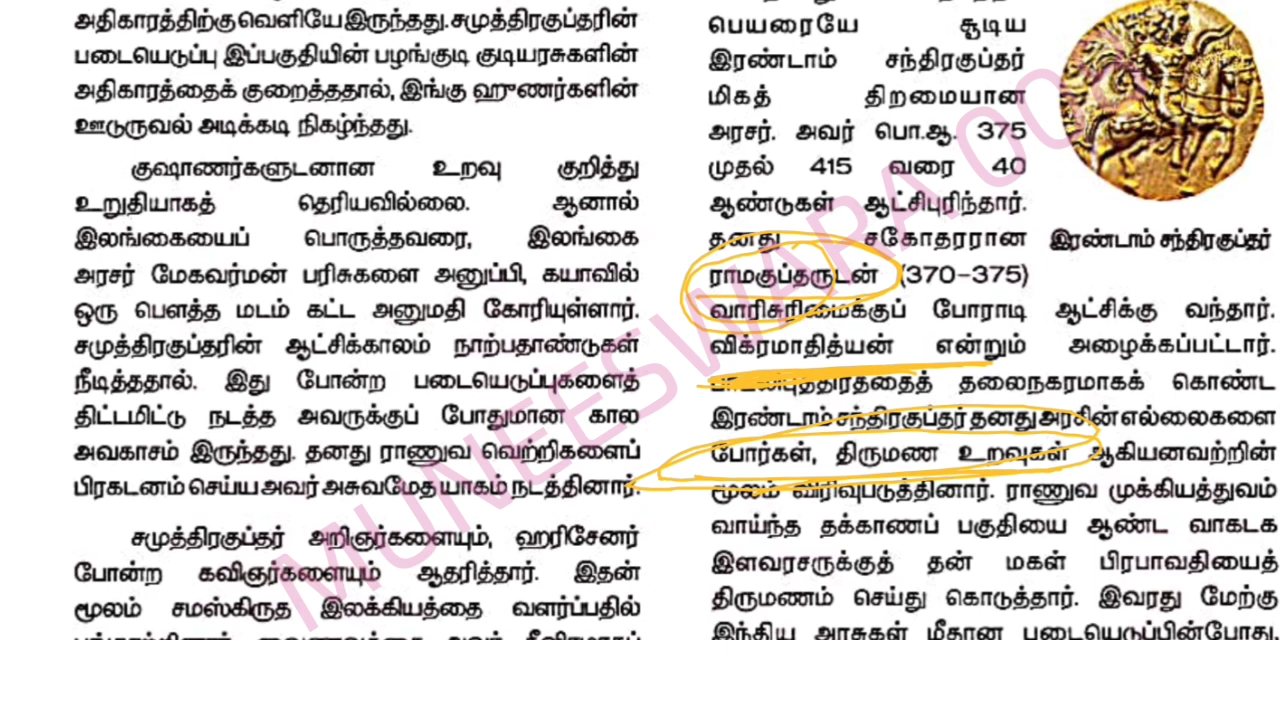 அதிகாரத்திற்கு வெளியே இருந்தது. சமுத்திரகுப்தரின்
படையெடுப்பு இப்பகுதியின் பழங்குடி குடியரசுகளின்
அதிகாரத்தைக் குறைத்ததால், இங்கு ஹுணர்களின்
ஊடுருவல் அடிக்கடி நிகழ்ந்தது.
குஷாணர்களுடனான உறவு குறித்து
உறுதியாகத் தெரியவில்லை. ஆனால்
இலங்கையைப் பொருத்தவரை, இலங்கை
அரசர் மேகவர்மன் பரிசுகளை அனுப்பி, கயாவில்
ஒரு பௌத்த மடம் கட்ட அனுமதி கோரியுள்ளார்.
சமுத்திரகுப்தரின் ஆட்சிக்காலம் நாற்பதாண்டுகள்
நீடித்ததால். இது போன்ற படையெடுப்புகளைத்
திட்டமிட்டு நடத்த அவருக்குப் போதுமான கால
அவகாசம் இருந்தது. தனது ராணுவ வெற்றிகளைப்
பிரகடனம் செய்ய அவர் அசுவமேத யாகம் நடத்தினார்.
சமுத்திரகுப்தர் அறிஞர்களையும், ஹரிசேனர்
போன்ற கவிஞர்களையும் ஆதரித்தார். இதன்
மூலம் சமஸ்கிருத இலக்கியத்தை வளர்ப்பதில்
பெயரையே சூடிய
இரண்டாம் சந்திரகுப்தர்
மிகத் திறமையான
அரசர். அவர் பொ.ஆ. 375
முதல் 415 வரை 40
ஆண்டுகள் ஆட்சிபுரிந்தார்.
தனது சகோதரரான
ராமகுப்தருடன் (370–375)
வாரிசுரிமைக்குப் போராடி ஆட்சிக்கு வந்தார்.
விக்ரமாதித்யன் என்றும் அழைக்கப்பட்டார்.
பாடலிபுத்திரத்தைத் தலைநகரமாகக் கொண்ட
இரண்டாம் சந்திரகுப்தர் தனது அரசின் எல்லைகளை
போர்கள், திருமண உறவுகள் ஆகியனவற்றின்
மூலம் விரிவுபடுத்தினார். ராணுவ முக்கியத்துவம்
வாய்ந்த தக்காணப் பகுதியை ஆண்ட வாகடக
இளவரசருக்குத் தன் மகள் பிரபாவதியைத்
திருமணம் செய்து கொடுத்தார். இவரது மேற்கு
இந்திய அரசுகள் மீதான படையெடுப்பின்போது,
இரண்டாம் சந்திரகுப்தர்
MUNEESWARA 00